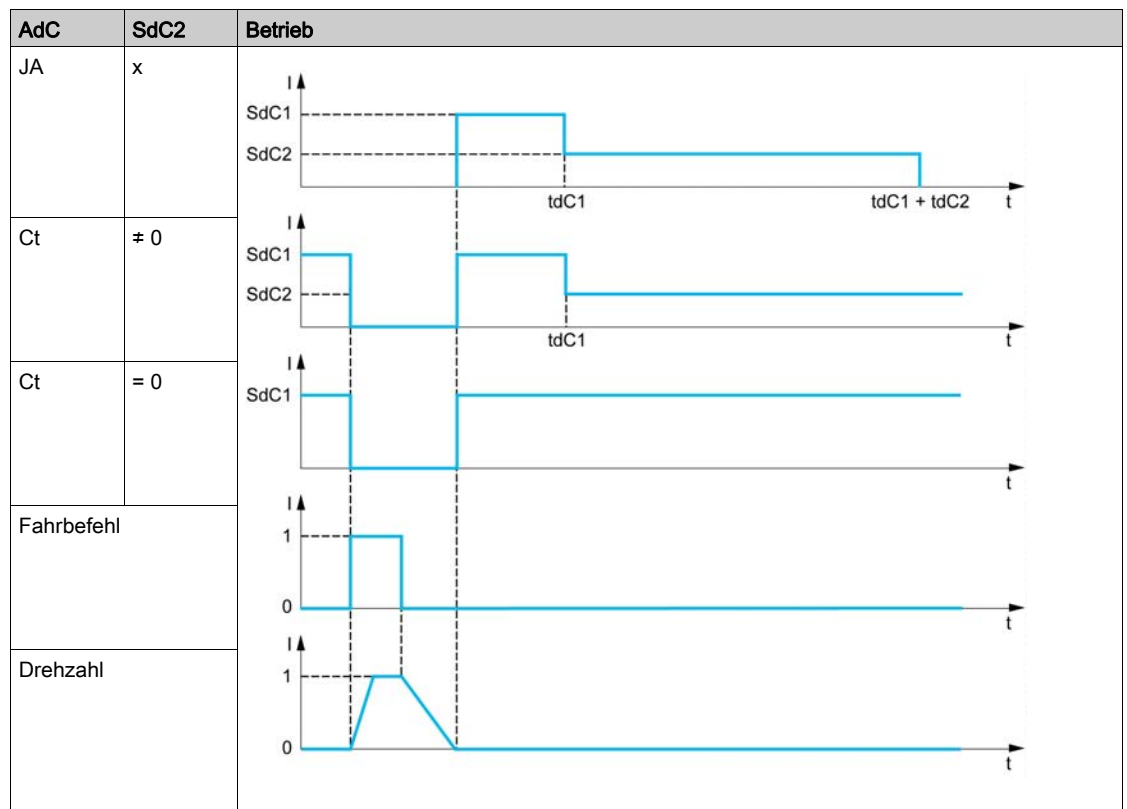 AdC SdC2 Betrieb
JA x
I
SdC1
SdC2
tdC1 tdC1 + tdC2 t
Ct ≠ 0
I
SdC1
SdC2
tdC1 t
Ct = 0
I
SdC1
t
Fahrbefehl
I
1
0
t
Drehzahl
I
1
0
t